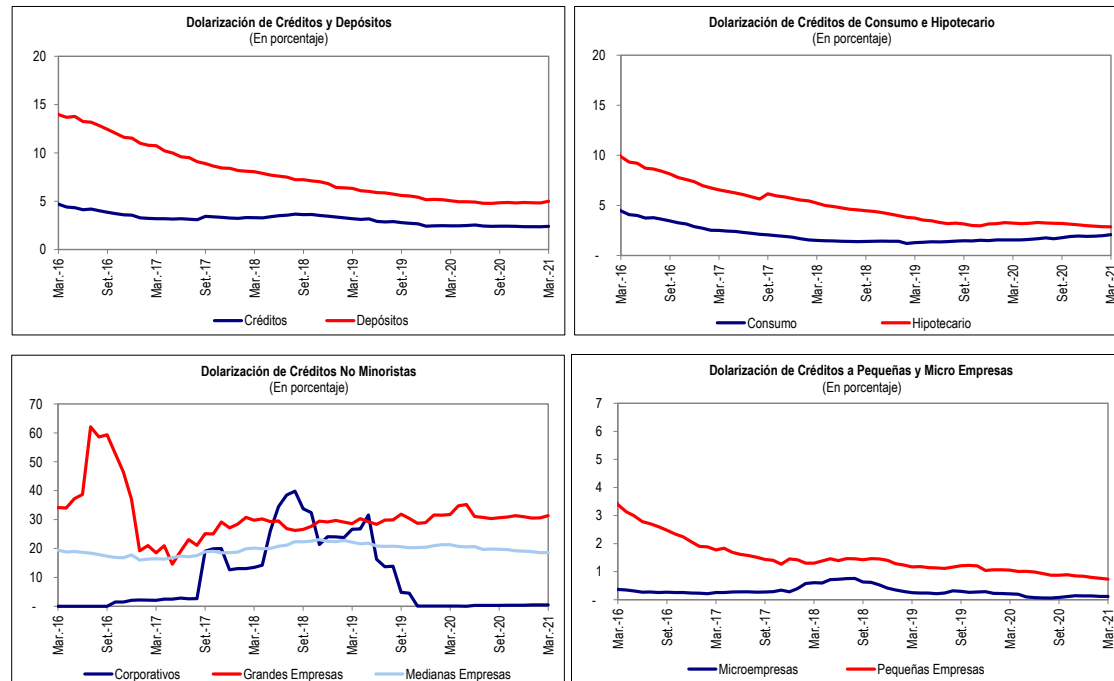 Dolarización de Créditos y Depósitos
(En porcentaje)
20
15
10
5
0
Mar.-16
Set.-16
Mar.-17
Set.-17
Mar.-18
Set.-18
Mar.-19
Set.-19
Mar.-20
Set.-20
Mar.-21
Créditos
Depósitos
Dolarización de Créditos de Consumo e Hipotecario
(En porcentaje)
20
15
10
5
-
Mar.-16
Set.-16
Mar.-17
Set.-17
Mar.-18
Set.-18
Mar.-19
Set.-19
Mar.-20
Set.-20
Mar.-21
Consumo
Hipotecario
Dolarización de Créditos No Minoristas
(En porcentaje)
70
60
50
40
30
20
10
-
Mar.-16
Set.-16
Mar.-17
Set.-17
Mar.-18
Set.-18
Mar.-19
Set.-19
Mar.-20
Set.-20
Mar.-21
Corporativos
Grandes Empresas
Medianas Empresas
Dolarización de Créditos a Pequeñas y Micro Empresas
(En porcentaje)
7
6
5
4
3
2
1
-
Mar.-16
Set.-16
Mar.-17
Set.-17
Mar.-18
Set.-18
Mar.-19
Set.-19
Mar.-20
Set.-20
Mar.-21
Microempresas
Pequeñas Empresas